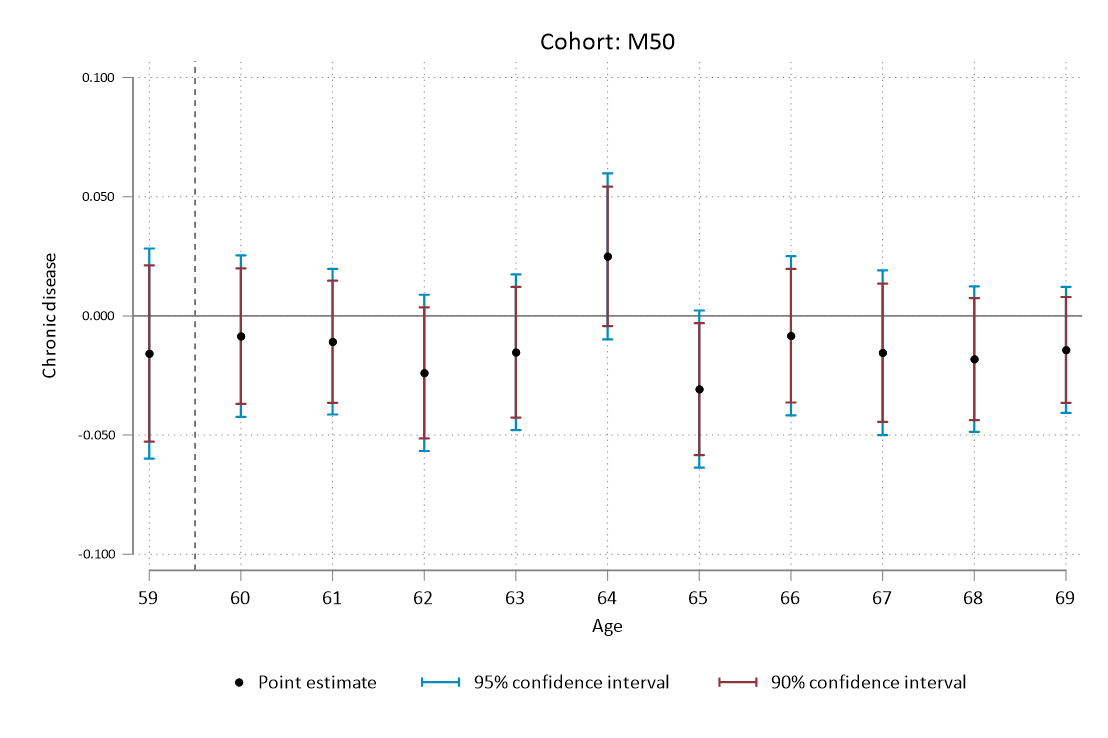 Cohort: M50
0.100
0.050
0.000
-0.050
-0.100
Chronic disease
59 60 61 62 63 64 65 66 67 68 69
Age
Point estimate 95% confidence interval 90% confidence interval